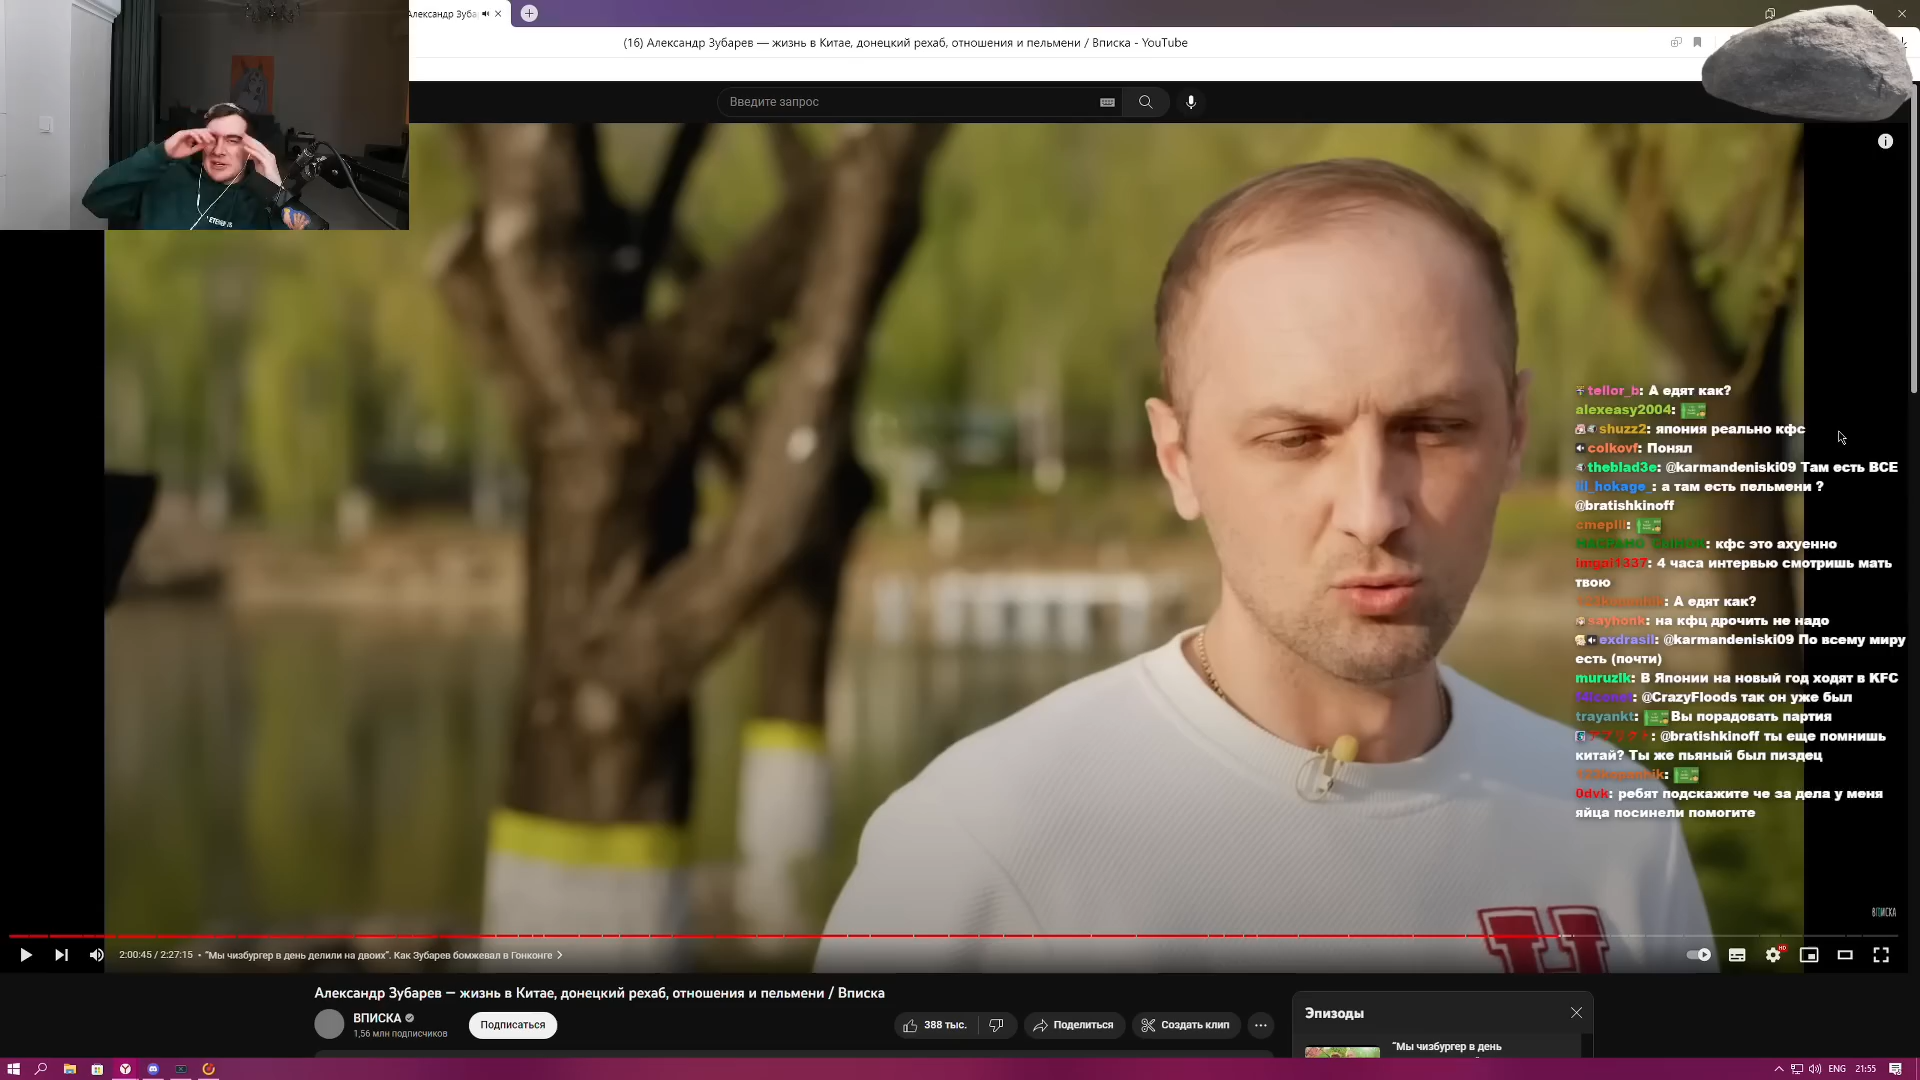 Александр Зуба
(16) Александр Зубарев — жизнь в Китае, донецкий рехаб, отношения и пельмени / Вписка - YouTube
Введите запрос
tellor_b: А едят как?
alexeasy2004:
shuzz2: япония реально кфс
colkovf: Понял
theblad3e: @karmandeniski09 Там есть ВСЕ
lil_hokage_: а там есть пельмени ?
@bratishkinoff
cmeplll:
: кфс это ахуенно
imgai1337: 4 часа интервью смотришь мать
твою
: А едят как?
sayhonk: на кфц дрочить не надо
exdrasil: @karmandeniski09 По всему миру
есть (почти)
muruzik: В Японии на новый год ходят в KFC
: @CrazyFloods так он уже был
trayankt: Вы порадовать партия
: @bratishkinoff ты еще помнишь
китай? Ты же пьяный был пиздец
0dvk: ребят подскажите че за дела у меня
яйца посинели помогите
ВПИСКА
H
2:00:45 / 2:27:15 • "Мы чизбургер в день делили на двоих". Как Зубарев бомжевал в Гонконге
HD
Александр Зубарев — жизнь в Китае, донецкий рехаб, отношения и пельмени / Вписка
ВПИСКА
1,56 млн подписчиков
Подписаться
388 тыс.
Поделиться
Создать клип
Эпизоды
"Мы чизбургер в день
ENG
21:55